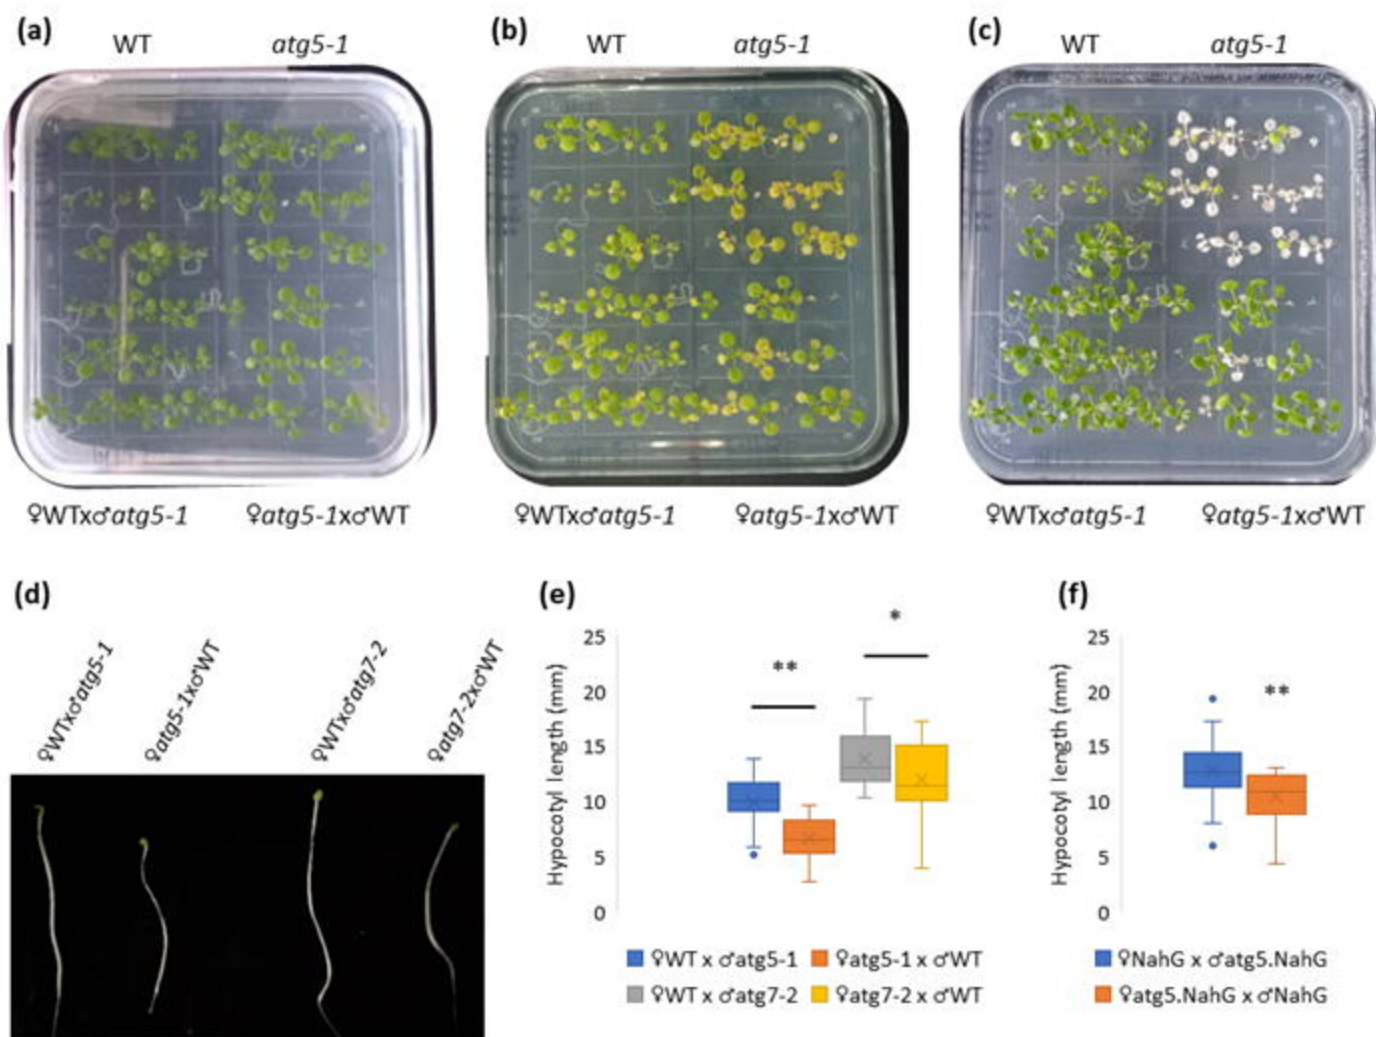 (a) WT atg5-1
♀WTx♂atg5-1 ♀atg5-1x♂WT
(b) WT atg5-1
♀WTx♂atg5-1 ♀atg5-1x♂WT
(c) WT atg5-1
♀WTx♂atg5-1 ♀atg5-1x♂WT
(d)
♀WTx♂atg5-1
♀atg5-1x♂WT
♀WTx♂atg7-2
♀atg7-2x♂WT
(e)
Hypocotyl length (mm)
25
20
15
10
5
0
**
*
♀WT x ♂atg5-1 ♀atg5-1 x ♂WT
♀WT x ♂atg7-2 ♀atg7-2 x ♂WT
(f)
Hypocotyl length (mm)
25
20
15
10
5
0
**
♀NahG x ♂atg5.NahG
♀atg5.NahG x ♂NahG